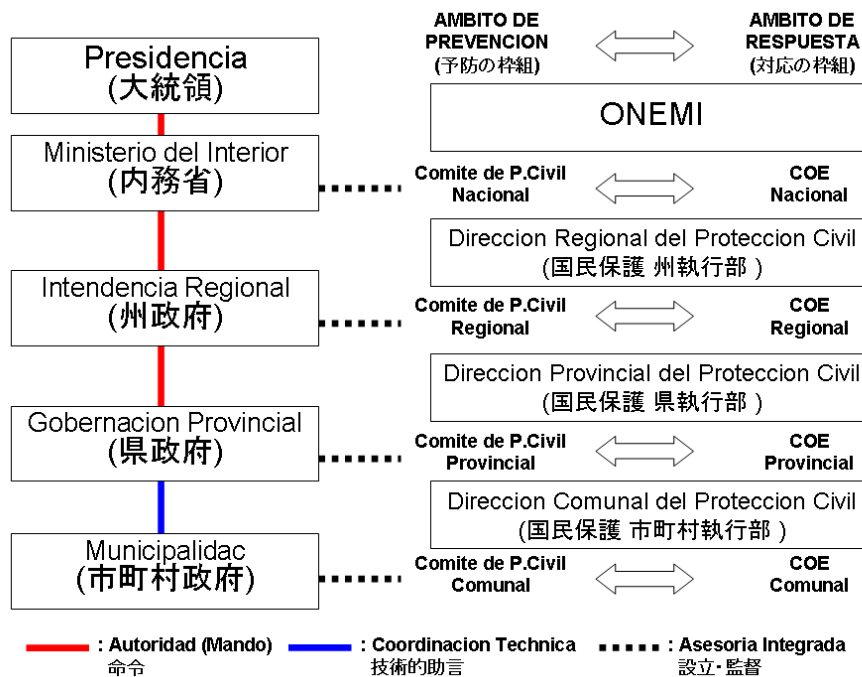 AMBITO DE
PREVENCION
(予防の枠組)
AMBITO DE
RESPUESTA
(対応の枠組)
Presidencia
(大統領)
ONEMI
Ministerio del Interior
(内務省)
Comite de P.Civil
Nacional
COE
Nacional
Direccion Regional del Proteccion Civil
(国民保護 州執行部 )
Intendencia Regional
(州政府)
Comite de P.Civil
Regional
COE
Regional
Direccion Provincial del Proteccion Civil
(国民保護 県執行部 )
Gobernacion Provincial
(県政府)
Comite de P.Civil
Provincial
COE
Provincial
Direccion Comunal del Proteccion Civil
(国民保護 市町村執行部 )
Municipalidac
(市町村政府)
Comite de P.Civil
Comunal
COE
Comunal
: Autoridad (Mando)
命令
: Coordinacion Technica
技術的助言
: Asesoria Integrada
設立・監督